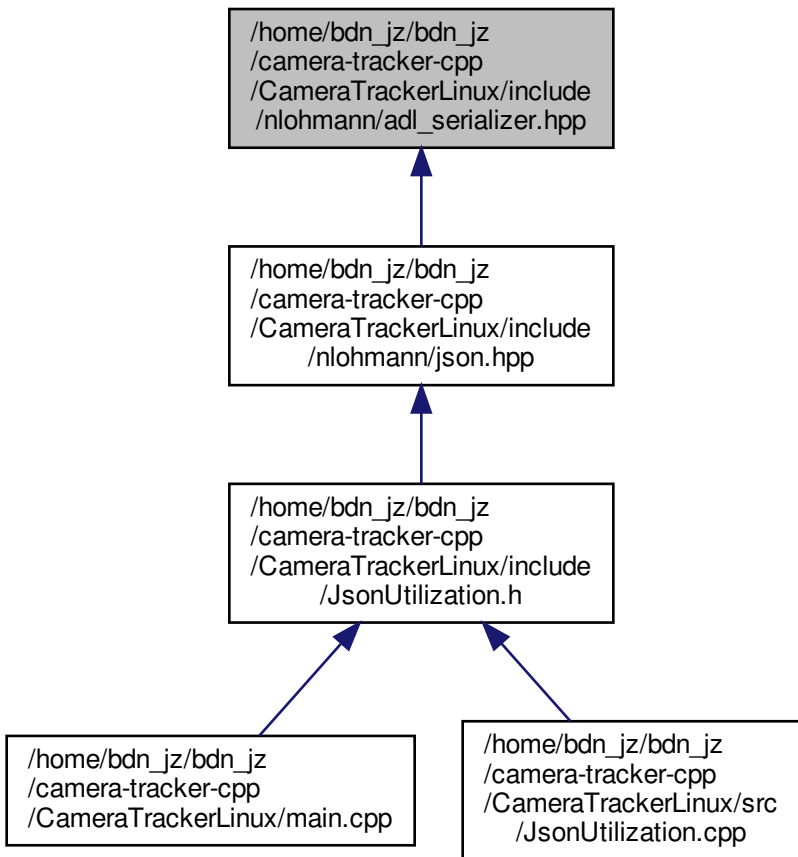 /home/bdn_jz/bdn_jz
/camera-tracker-cpp
/CameraTrackerLinux/include
/nlohmann/adl_serializer.hpp
/home/bdn_jz/bdn_jz
/camera-tracker-cpp
/CameraTrackerLinux/include
/nlohmann/json.hpp
/home/bdn_jz/bdn_jz
/camera-tracker-cpp
/CameraTrackerLinux/include
/JsonUtilization.h
/home/bdn_jz/bdn_jz
/camera-tracker-cpp
/CameraTrackerLinux/main.cpp
/home/bdn_jz/bdn_jz
/camera-tracker-cpp
/CameraTrackerLinux/src
/JsonUtilization.cpp